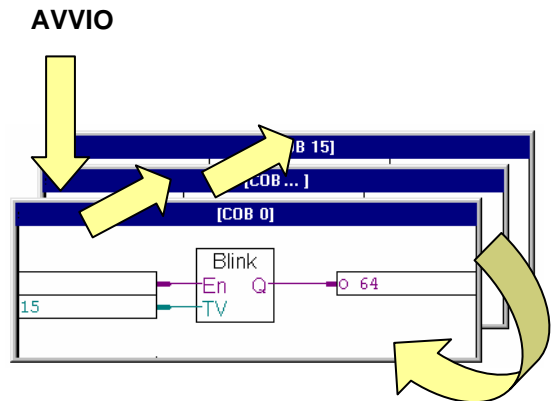 AVVIO
B 15]
[COB ... ]
[COB 0]
Blink
En Q
o 64
15
TV